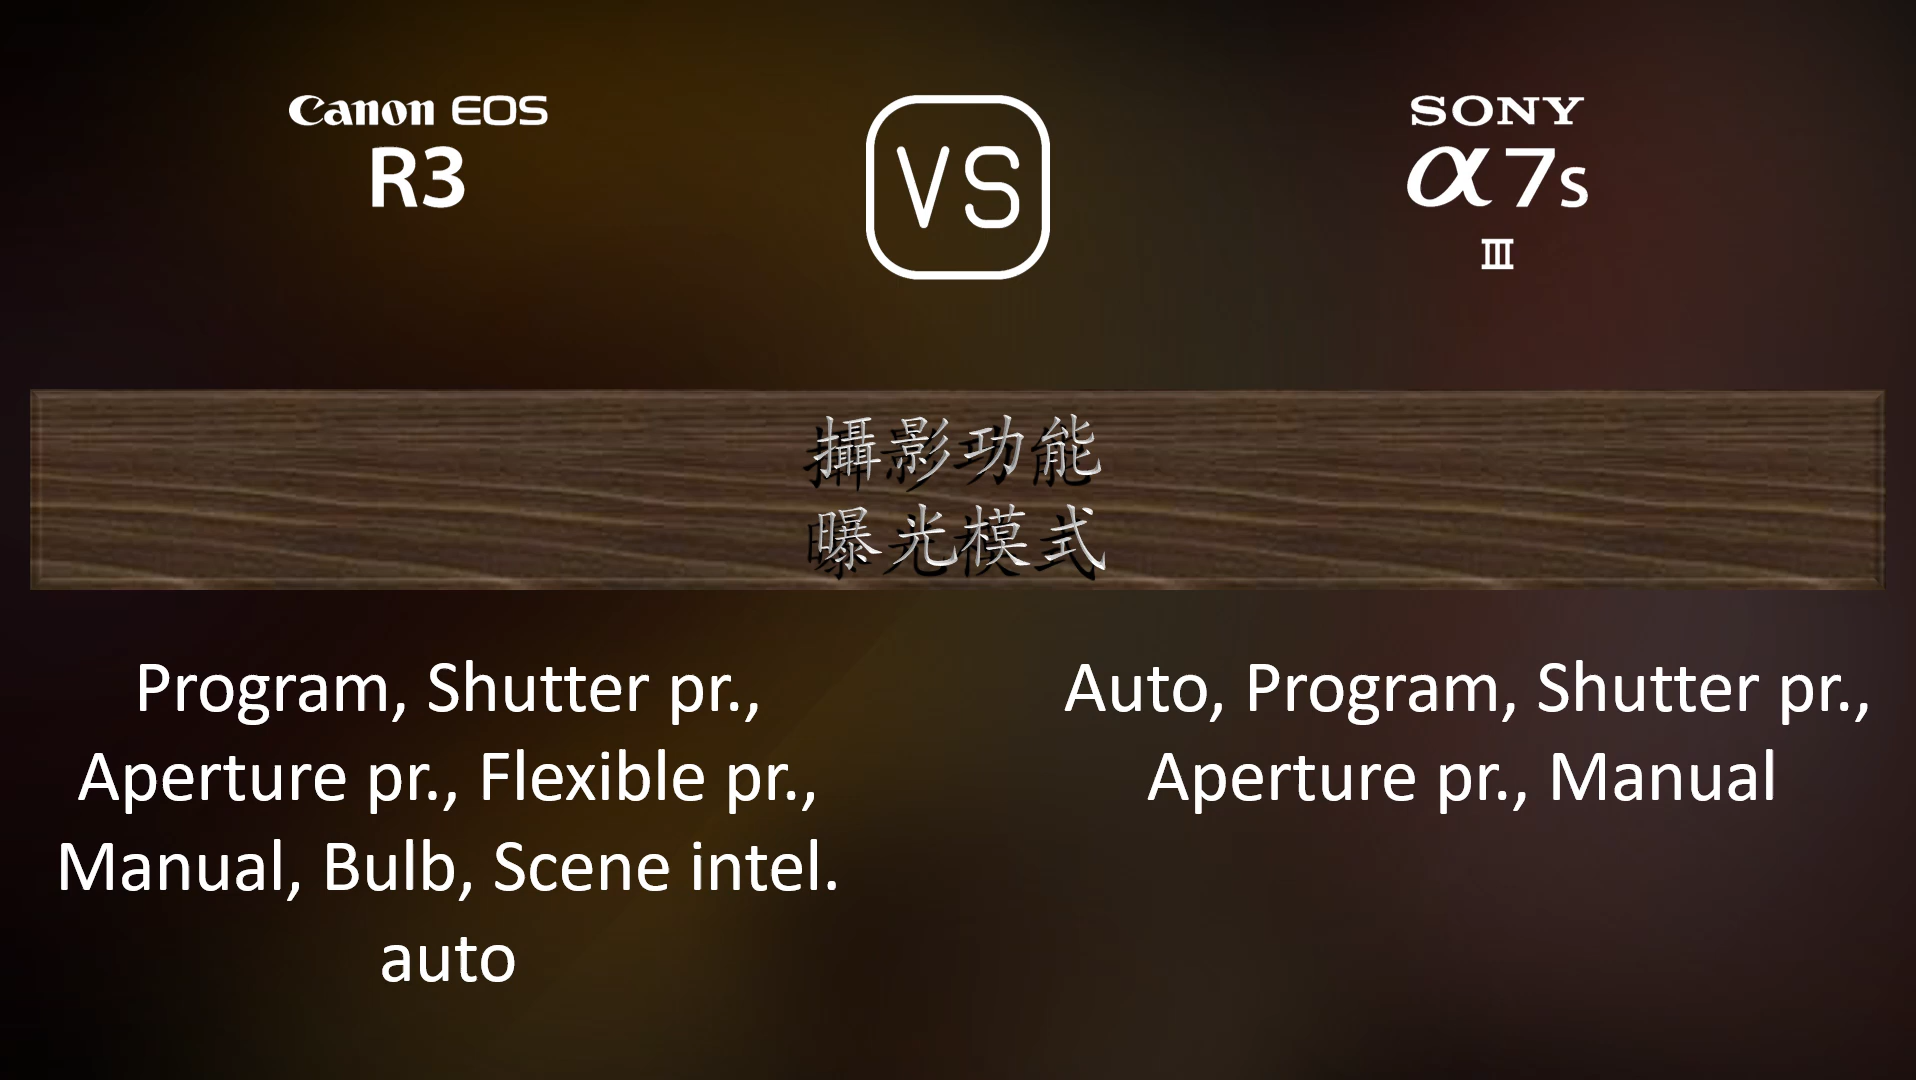 Canon EOS
R3
VS
SONY
α7s
III
攝影功能
曝光模式
Program, Shutter pr.,
Aperture pr., Flexible pr.,
Manual, Bulb, Scene intel.
auto
Auto, Program, Shutter pr.,
Aperture pr., Manual